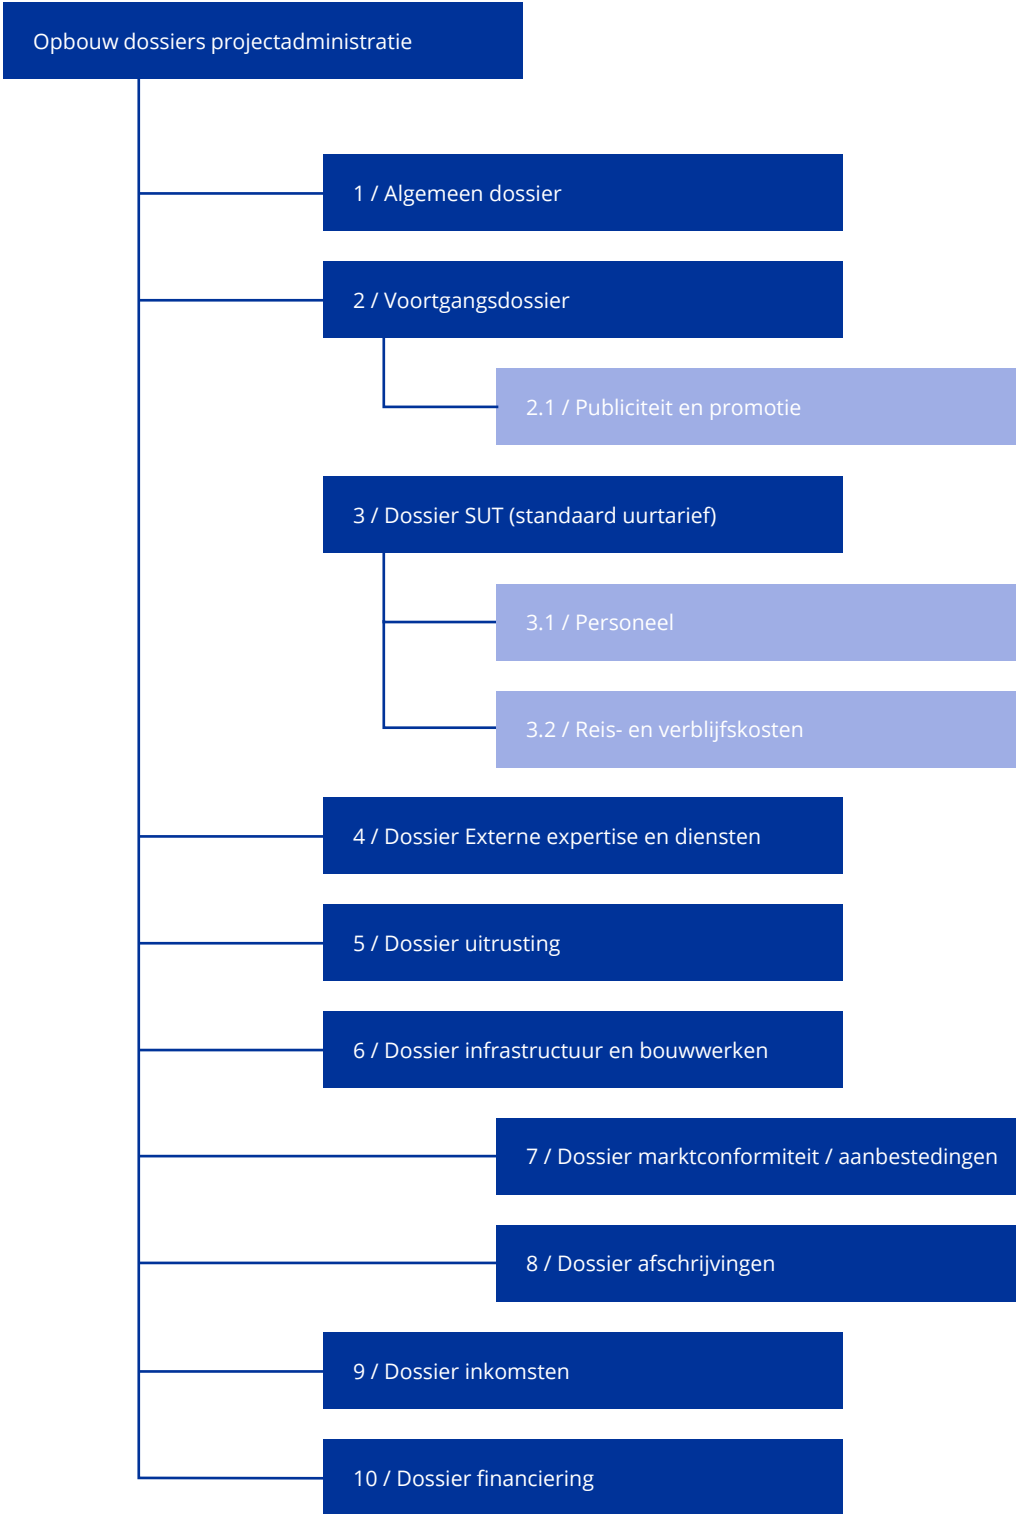 Opbouw dossiers projectadministratie
1 / Algemeen dossier
2 / Voortgangsdossier
2.1 / Publiciteit en promotie
3 / Dossier SUT (standaard uurtarief)
3.1 / Personeel
3.2 / Reis- en verblijfskosten
4 / Dossier Externe expertise en diensten
5 / Dossier uitrusting
6 / Dossier infrastructuur en bouwwerken
7 / Dossier marktconformiteit / aanbestedingen
8 / Dossier afschrijvingen
9 / Dossier inkomsten
10 / Dossier financiering